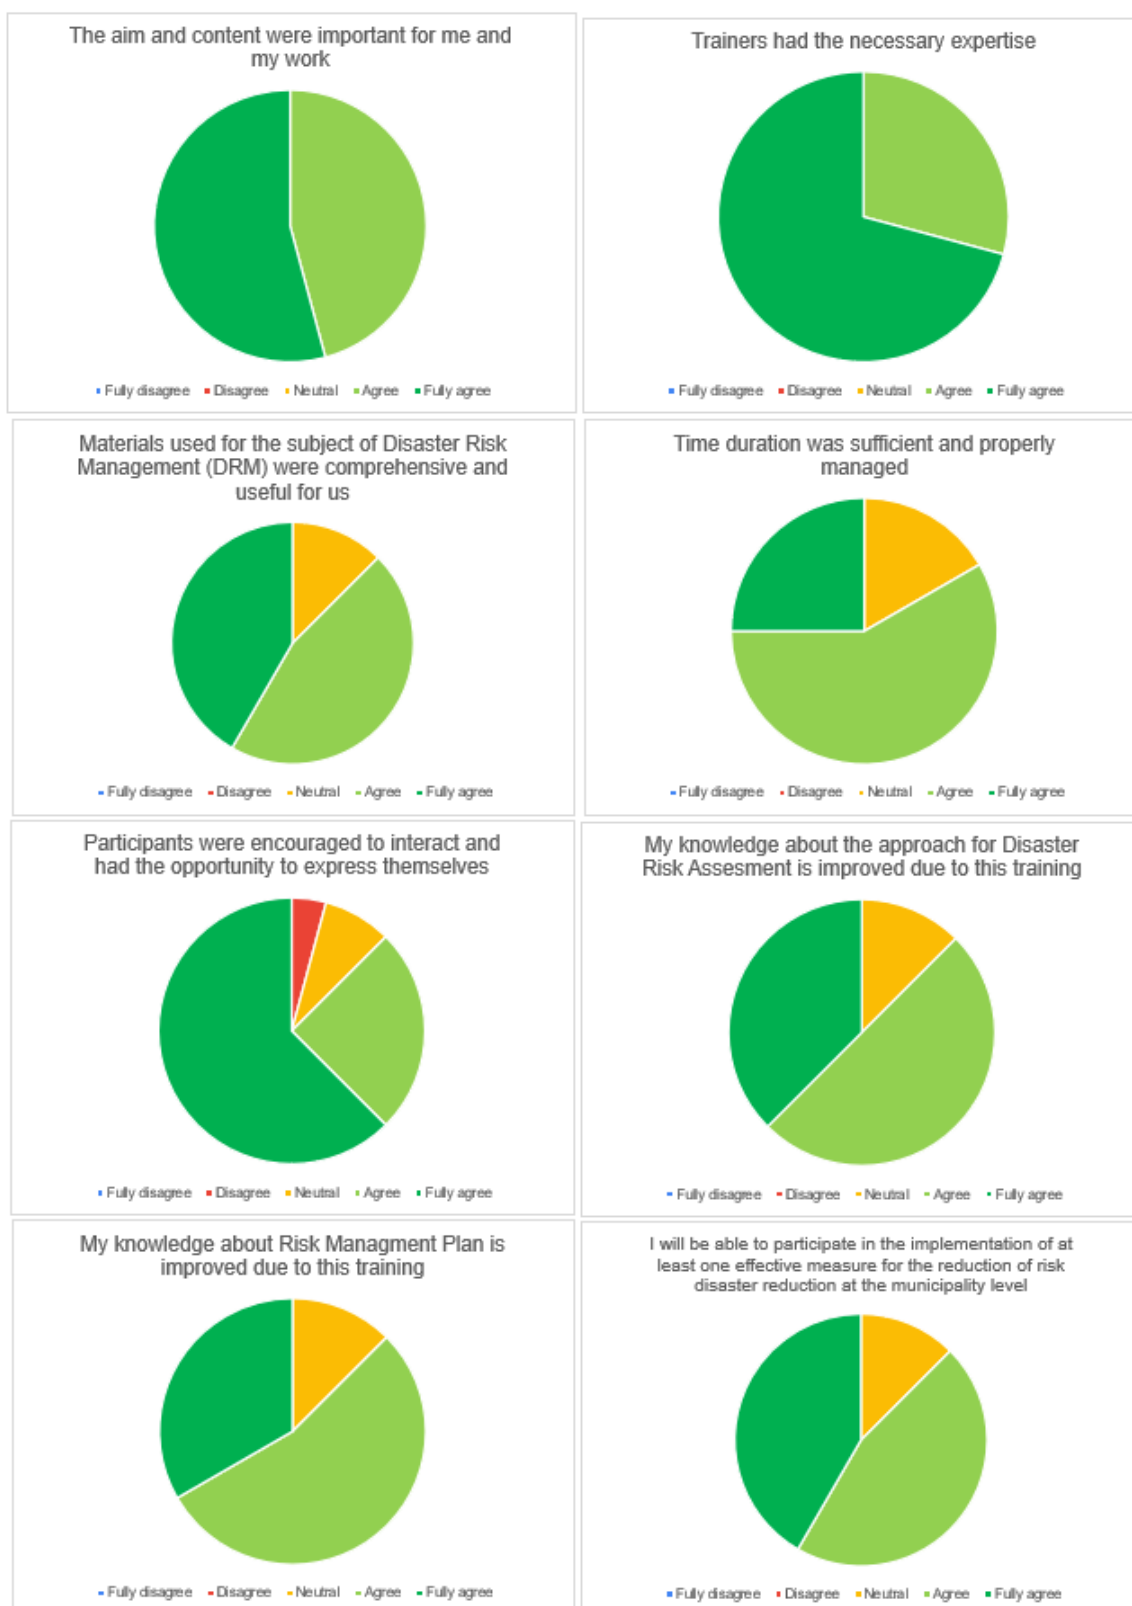 The aim and content were important for me and
my work
Fully disagree Disagree Neutral Agree Fully agree
Trainers had the necessary expertise
Fully disagree Disagree Neutral Agree Fully agree
Materials used for the subject of Disaster Risk
Management (DRM) were comprehensive and
useful for us
Fully disagree Disagree Neutral Agree Fully agree
Time duration was sufficient and properly
managed
Fully disagree Disagree Neutral Agree Fully agree
Participants were encouraged to interact and
had the opportunity to express themselves
Fully disagree Disagree Neutral Agree Fully agree
My knowledge about the approach for Disaster
Risk Assesment is improved due to this training
Fully disagree Disagree Neutral Agree Fully agree
My knowledge about Risk Managment Plan is
improved due to this training
Fully disagree Disagree Neutral Agree Fully agree
I will be able to participate in the implementation of at
least one effective measure for the reduction of risk
disaster reduction at the municipality level
Fully disagree Disagree Neutral Agree Fully agree